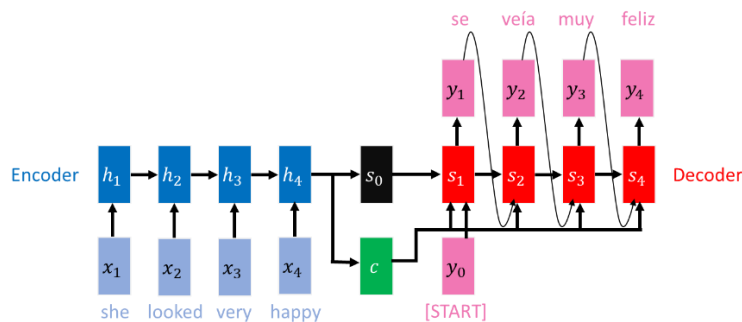 se veía muy feliz
y₁ y₂ y₃ y₄
Encoder h₁ h₂ h₃ h₄ s₀ s₁ s₂ s₃ s₄ Decoder
x₁ x₂ x₃ x₄ c y₀
she looked very happy [START]